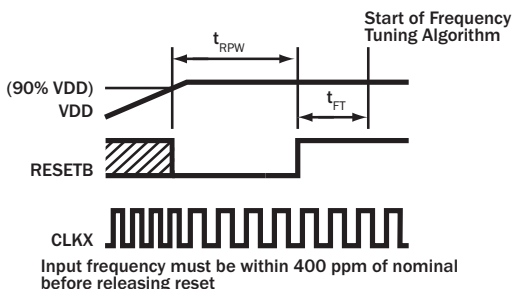 Start of Frequency
Tuning Algorithm
tRPW
(90% VDD)
VDD
tFT
RESETB
CLKX
Input frequency must be within 400 ppm of nominal
before releasing reset